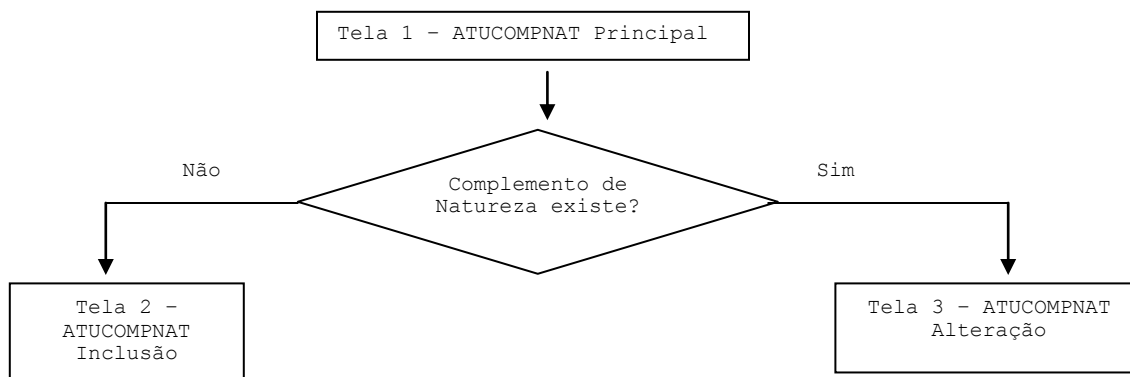 Tela 1 – ATUCOMPNAT Principal
Não
Sim
Complemento de
Natureza existe?
Tela 2 –
ATUCOMPNAT
Inclusão
Tela 3 – ATUCOMPNAT
Alteração